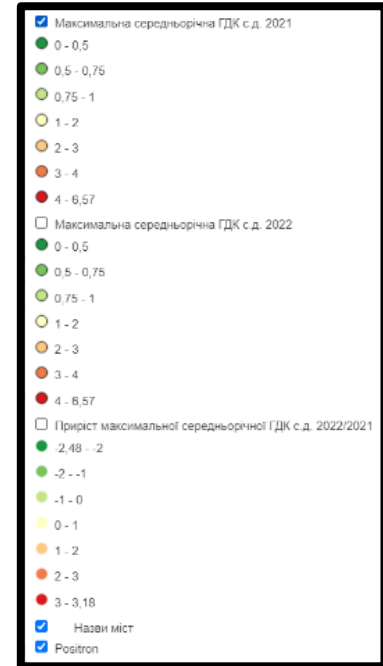 Максимальна середньорічна ГДК с.д. 2021
0 - 0,5
0,5 - 0,75
0,75 - 1
1 - 2
2 - 3
3 - 4
4 - 6,57
Максимальна середньорічна ГДК с.д. 2022
0 - 0,5
0,5 - 0,75
0,75 - 1
1 - 2
2 - 3
3 - 4
4 - 6,57
Приріст максимальної середньорічної ГДК с.д. 2022/2021
-2,48 - -2
-2 - -1
-1 - 0
0 - 1
1 - 2
2 - 3
3 - 3,18
Назви міст
Positron